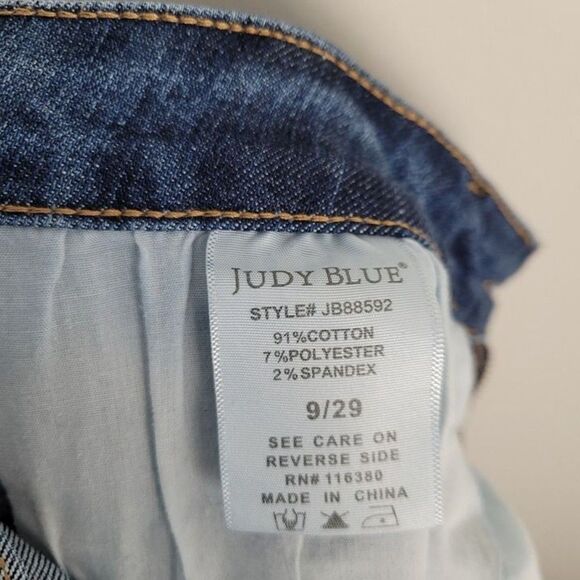 JUDY BLUE®
STYLE# JB88592
91%COTTON
7%POLYESTER
2%SPANDEX
9/29
SEE CARE ON
REVERSE SIDE
RN# 116380
MADE IN CHINA